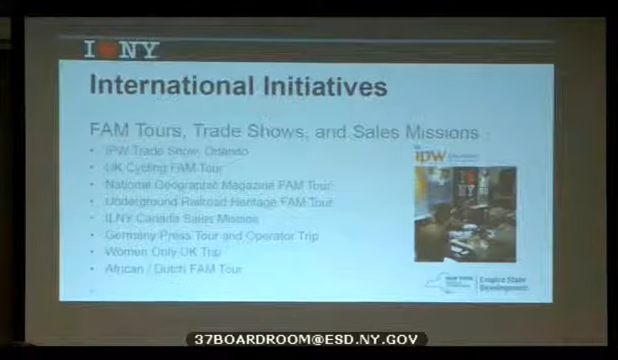 I ♥ NY
International Initiatives
FAM Tours, Trade Shows, and Sales Missions
• IPW Trade Show, Orlando
• UK Cycling FAM Tour
• National Geographic Magazine FAM Tour
• Underground Railroad Heritage FAM Tour
• ILNY Canada Sales Mission
• Germany Press Tour and Operator Trip
• Women Only UK Trip
• African / Dutch FAM Tour
ipw
I ♥ NY
NEW YORK
Empire State
Development
37BOARDROOM@ESD.NY.GOV